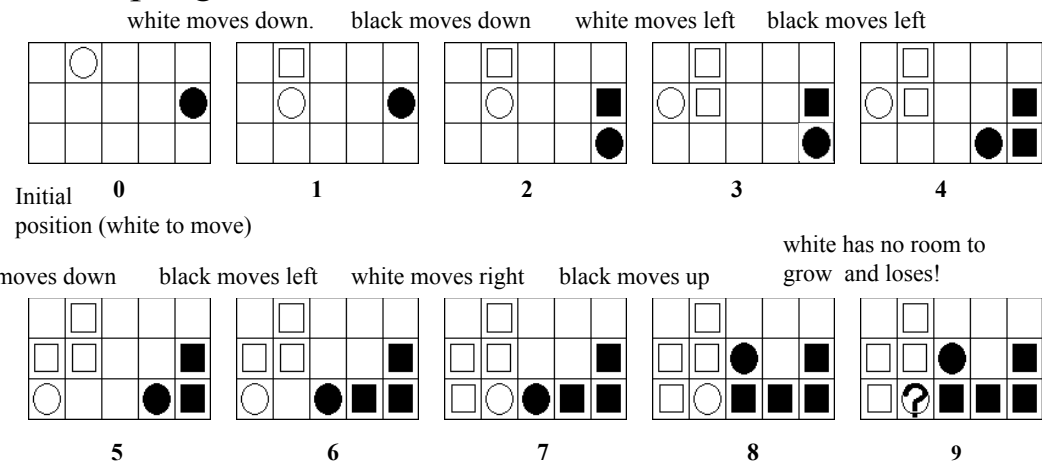 white moves down. black moves down white moves left black moves left
0 1 2 3 4
Initial
position (white to move)
white has no room to
moves down black moves left white moves right black moves up grow and loses!
?
5 6 7 8 9